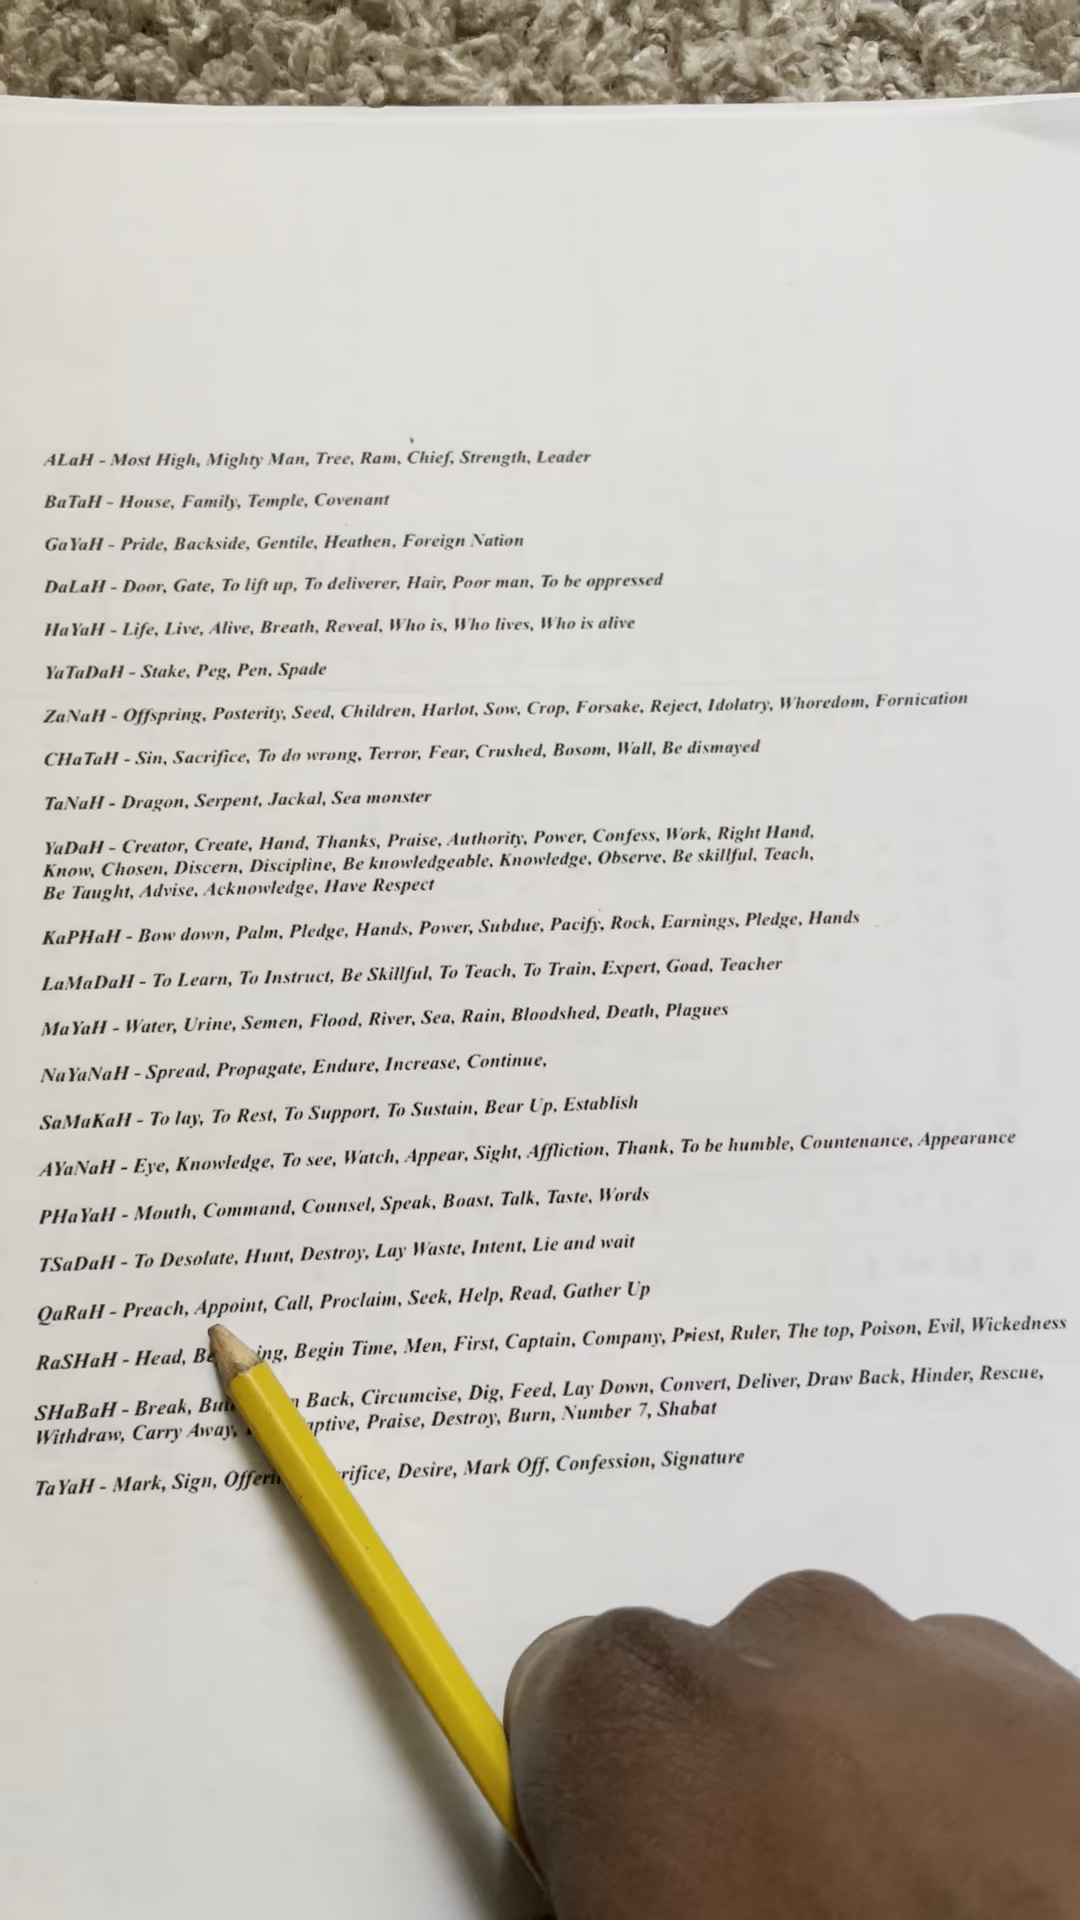 ALaH - Most High, Mighty Man, Tree, Ram, Chief, Strength, Leader
BaTaH - House, Family, Temple, Covenant
GaYaH - Pride, Backside, Gentile, Heathen, Foreign Nation
DaLaH - Door, Gate, To lift up, To deliverer, Hair, Poor man, To be oppressed
HaYaH - Life, Live, Alive, Breath, Reveal, Who is, Who lives, Who is alive
YaTaDaH - Stake, Peg, Pen, Spade
ZaNaH - Offspring, Posterity, Seed, Children, Harlot, Sow, Crop, Forsake, Reject, Idolatry, Whoredom, Fornication
CHaTaH - Sin, Sacrifice, To do wrong, Terror, Fear, Crushed, Bosom, Wall, Be dismayed
TaNaH - Dragon, Serpent, Jackal, Sea monster
YaDaH - Creator, Create, Hand, Thanks, Praise, Authority, Power, Confess, Work, Right Hand,
Know, Chosen, Discern, Discipline, Be knowledgeable, Knowledge, Observe, Be skillful, Teach,
Be Taught, Advise, Acknowledge, Have Respect
KaPHaH - Bow down, Palm, Pledge, Hands, Power, Subdue, Pacify, Rock, Earnings, Pledge, Hands
LaMaDaH - To Learn, To Instruct, Be Skillful, To Teach, To Train, Expert, Goad, Teacher
MaYaH - Water, Urine, Semen, Flood, River, Sea, Rain, Bloodshed, Death, Plagues
NaYaNaH - Spread, Propagate, Endure, Increase, Continue,
SaMaKaH - To lay, To Rest, To Support, To Sustain, Bear Up, Establish
AYaNaH - Eye, Knowledge, To see, Watch, Appear, Sight, Affliction, Thank, To be humble, Countenance, Appearance
PHaYaH - Mouth, Command, Counsel, Speak, Boast, Talk, Taste, Words
TSaDaH - To Desolate, Hunt, Destroy, Lay Waste, Intent, Lie and wait
QaRaH - Preach, Appoint, Call, Proclaim, Seek, Help, Read, Gather Up
RaSHaH - Head, Begin Time, Men, First, Captain, Company, Priest, Ruler, The top, Poison, Evil, Wickedness
SHaBaH - Break, Back, Circumcise, Dig, Feed, Lay Down, Convert, Deliver, Draw Back, Hinder, Rescue,
Withdraw, Carry Away, Praise, Destroy, Burn, Number 7, Shabat
TaYaH - Mark, Sign, Desire, Mark Off, Confession, Signature